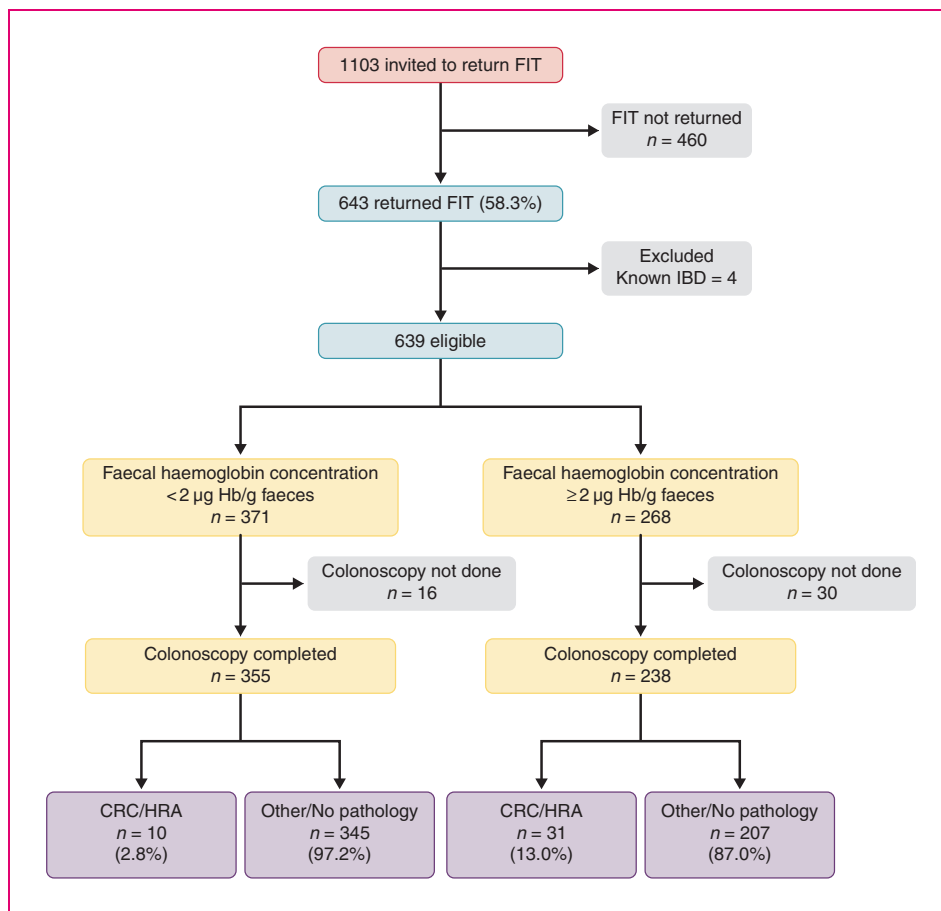 1103 invited to return FIT
FIT not returned
n = 460
643 returned FIT (58.3%)
Excluded
Known IBD = 4
639 eligible
Faecal haemoglobin concentration
<2 µg Hb/g faeces
n = 371
Faecal haemoglobin concentration
≥2 µg Hb/g faeces
n = 268
Colonoscopy not done
n = 16
Colonoscopy not done
n = 30
Colonoscopy completed
n = 355
Colonoscopy completed
n = 238
CRC/HRA
n = 10
(2.8%)
Other/No pathology
n = 345
(97.2%)
CRC/HRA
n = 31
(13.0%)
Other/No pathology
n = 207
(87.0%)